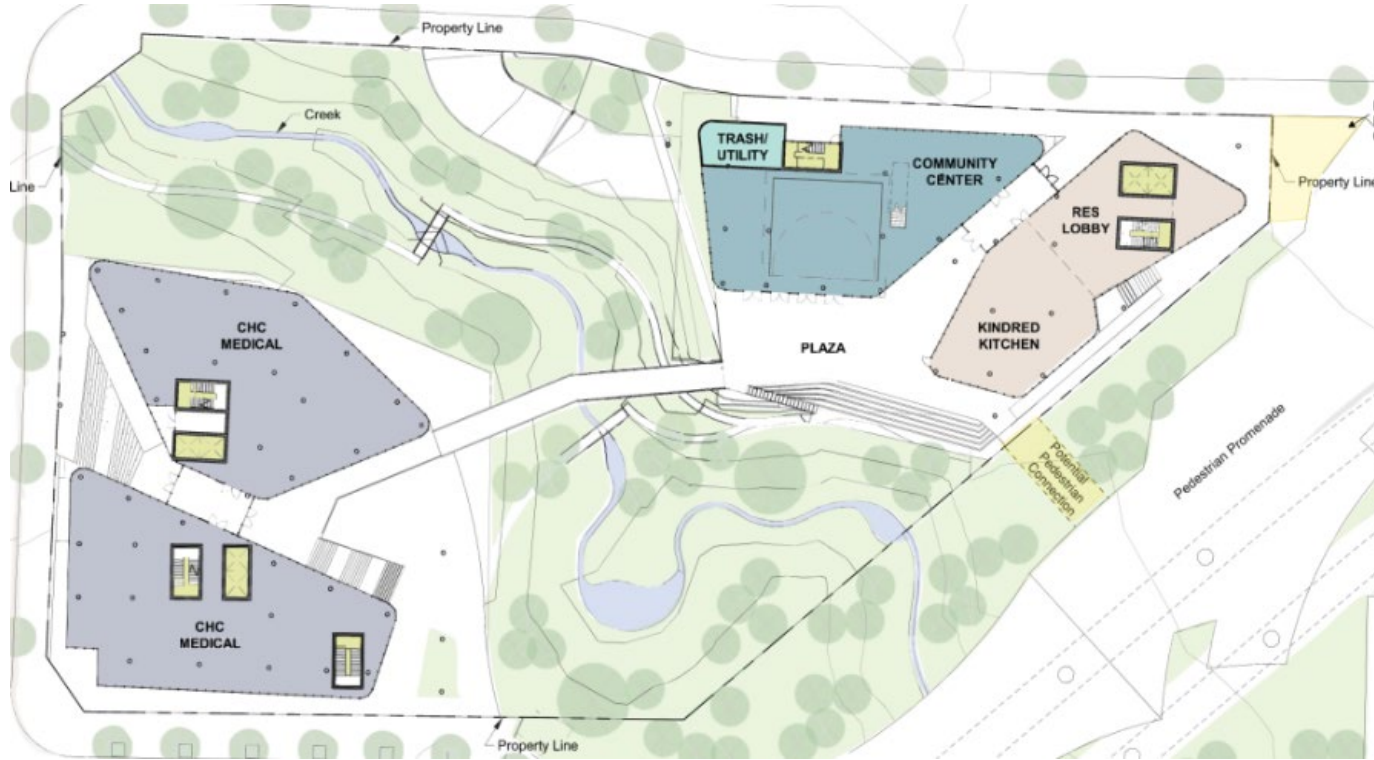 Property Line
Creek
Line
TRASH/
UTILITY
COMMUNITY
CENTER
RES
LOBBY
Property Line
CHC
MEDICAL
PLAZA
KINDRED
KITCHEN
Potential
Pedestrian
Connection
Pedestrian Promenade
CHC
MEDICAL
Property Line